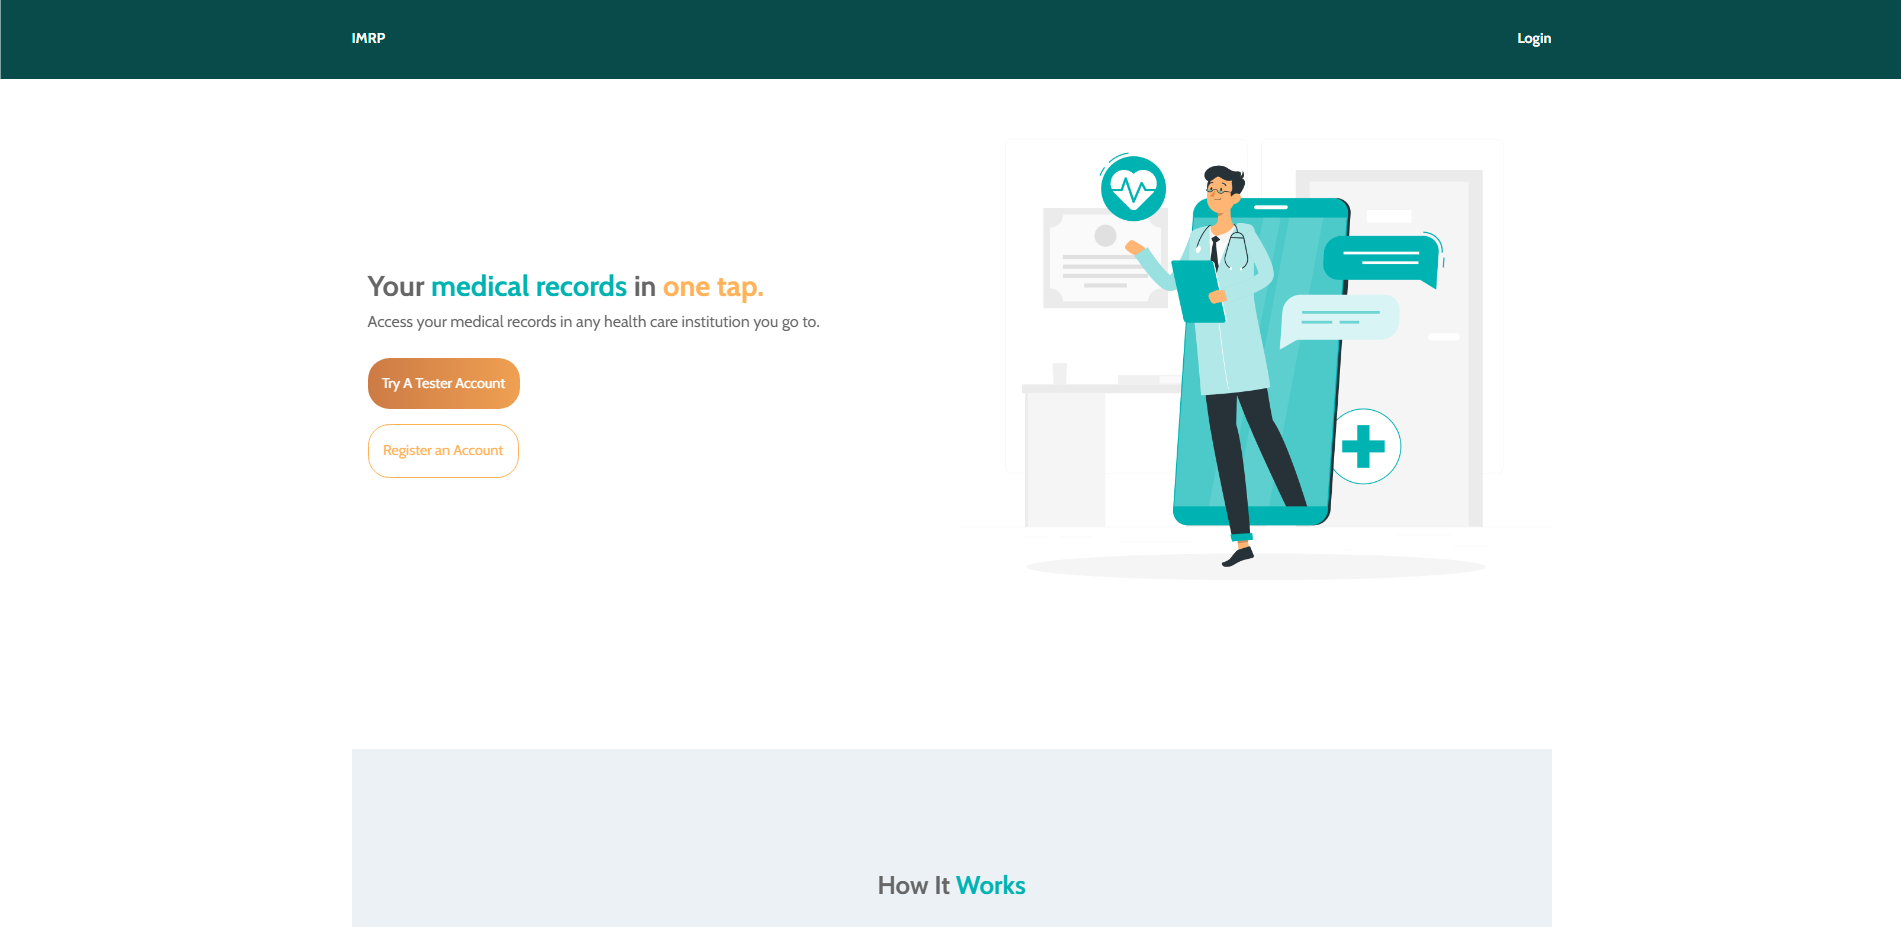 IMRP
Login
Your medical records in one tap.
Access your medical records in any health care institution you go to.
Try A Tester Account
Register an Account
How It Works